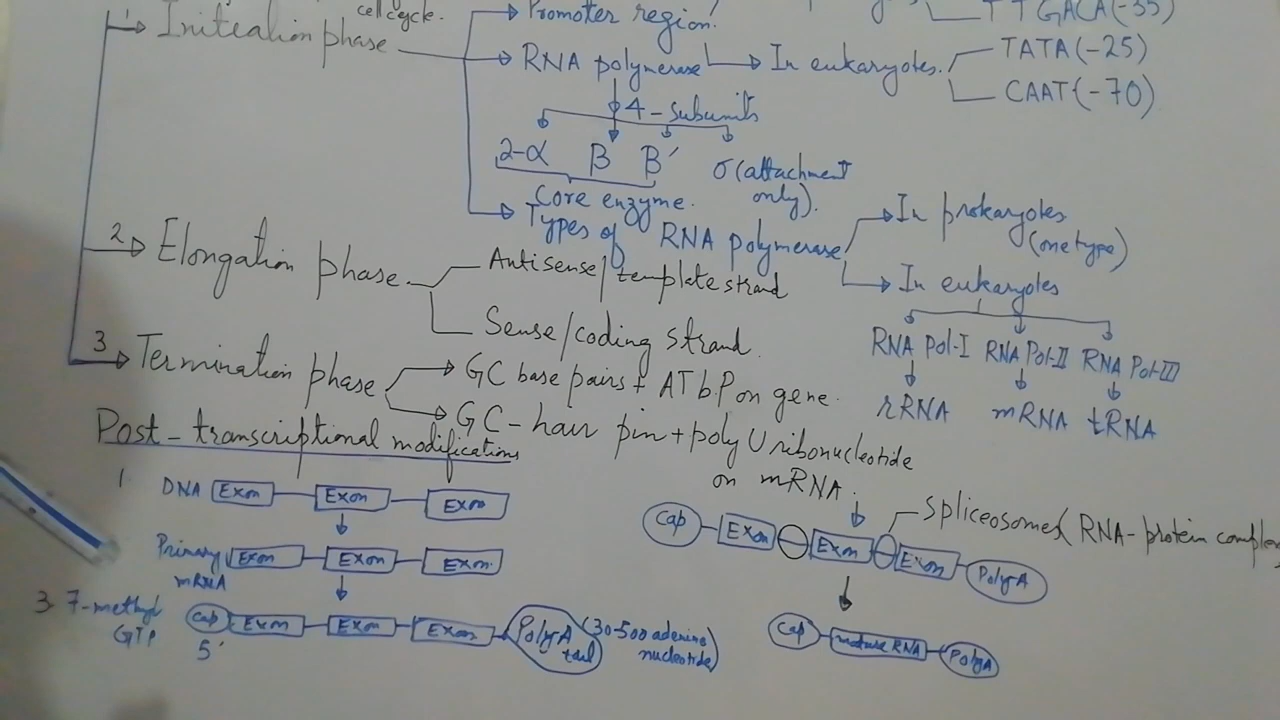 cell cycle.
1 Initiation phase
Promoter region!
TTGACA(-35)
RNA polymerase
In eukaryotes.
TATA(-25)
CAAT(-70)
4-subunits
2-α β β′ σ(attachment only).
Core enzyme.
Types of RNA polymerase
In prokaryotes
(one type)
In eukaryotes
RNA Pol-I RNA Pol-II RNA Pol-III
rRNA mRNA tRNA
2 Elongation phase
Antisense/template strand
Sense/coding strand.
3 Termination phase
GC base pairs + AT b.P on gene.
GC-hair pin + poly U ribonucleotide
on mRNA.
Post-transcriptional modifications
1
DNA Exon Exon Exon
Primary mRNA Exon Exon Exon
3. 7-methyl GTP
Cap Exon Exon Exon Poly A tail (30-500 adenine nucleotide)
5′
Spliceosomes(RNA-protein complex
Cap Exon Exon Exon Poly-A
Cap mature RNA Poly A